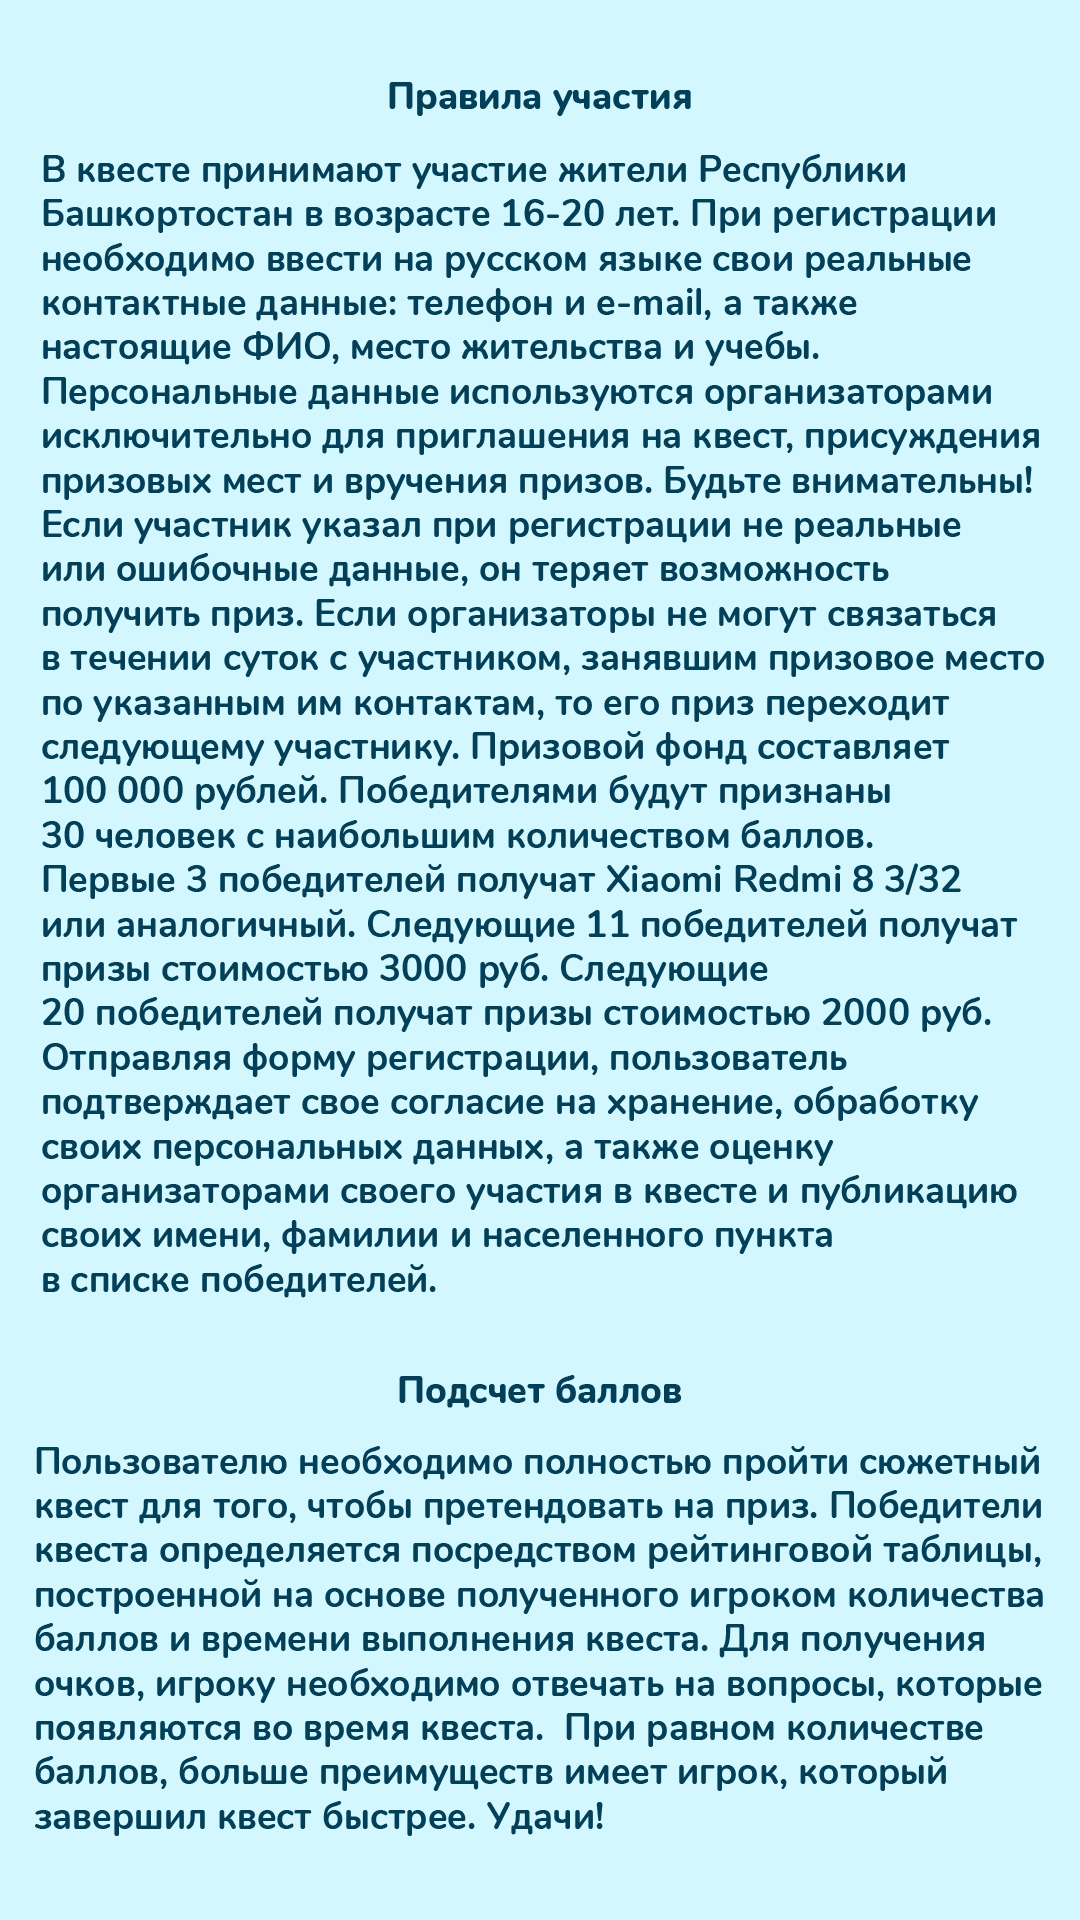 Правила участия
В квесте принимают участие жители Республики
Башкортостан в возрасте 16-20 лет. При регистрации
необходимо ввести на русском языке свои реальные
контактные данные: телефон и e-mail, а также
настоящие ФИО, место жительства и учебы.
Персональные данные используются организаторами
исключительно для приглашения на квест, присуждения
призовых мест и вручения призов. Будьте внимательны!
Если участник указал при регистрации не реальные
или ошибочные данные, он теряет возможность
получить приз. Если организаторы не могут связаться
в течении суток с участником, занявшим призовое место
по указанным им контактам, то его приз переходит
следующему участнику. Призовой фонд составляет
100 000 рублей. Победителями будут признаны
30 человек с наибольшим количеством баллов.
Первые 3 победителей получат Xiaomi Redmi 8 3/32
или аналогичный. Следующие 11 победителей получат
призы стоимостью 3000 руб. Следующие
20 победителей получат призы стоимостью 2000 руб.
Отправляя форму регистрации, пользователь
подтверждает свое согласие на хранение, обработку
своих персональных данных, а также оценку
организаторами своего участия в квесте и публикацию
своих имени, фамилии и населенного пункта
в списке победителей.
Подсчет баллов
Пользователю необходимо полностью пройти сюжетный
квест для того, чтобы претендовать на приз. Победители
квеста определяется посредством рейтинговой таблицы,
построенной на основе полученного игроком количества
баллов и времени выполнения квеста. Для получения
очков, игроку необходимо отвечать на вопросы, которые
появляются во время квеста.  При равном количестве
баллов, больше преимуществ имеет игрок, который
завершил квест быстрее. Удачи!